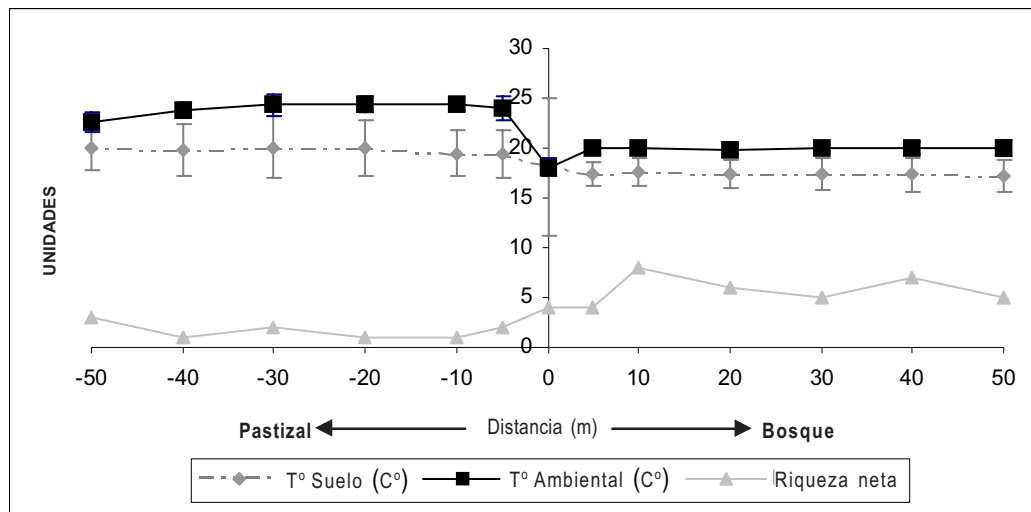 30
25
20
15
10
5
0
UNIDADES
-50 -40 -30 -20 -10 0 10 20 30 40 50
Pastizal Distancia (m) Bosque
Tº Suelo (Cº) Tº Ambiental (Cº) Riqueza neta